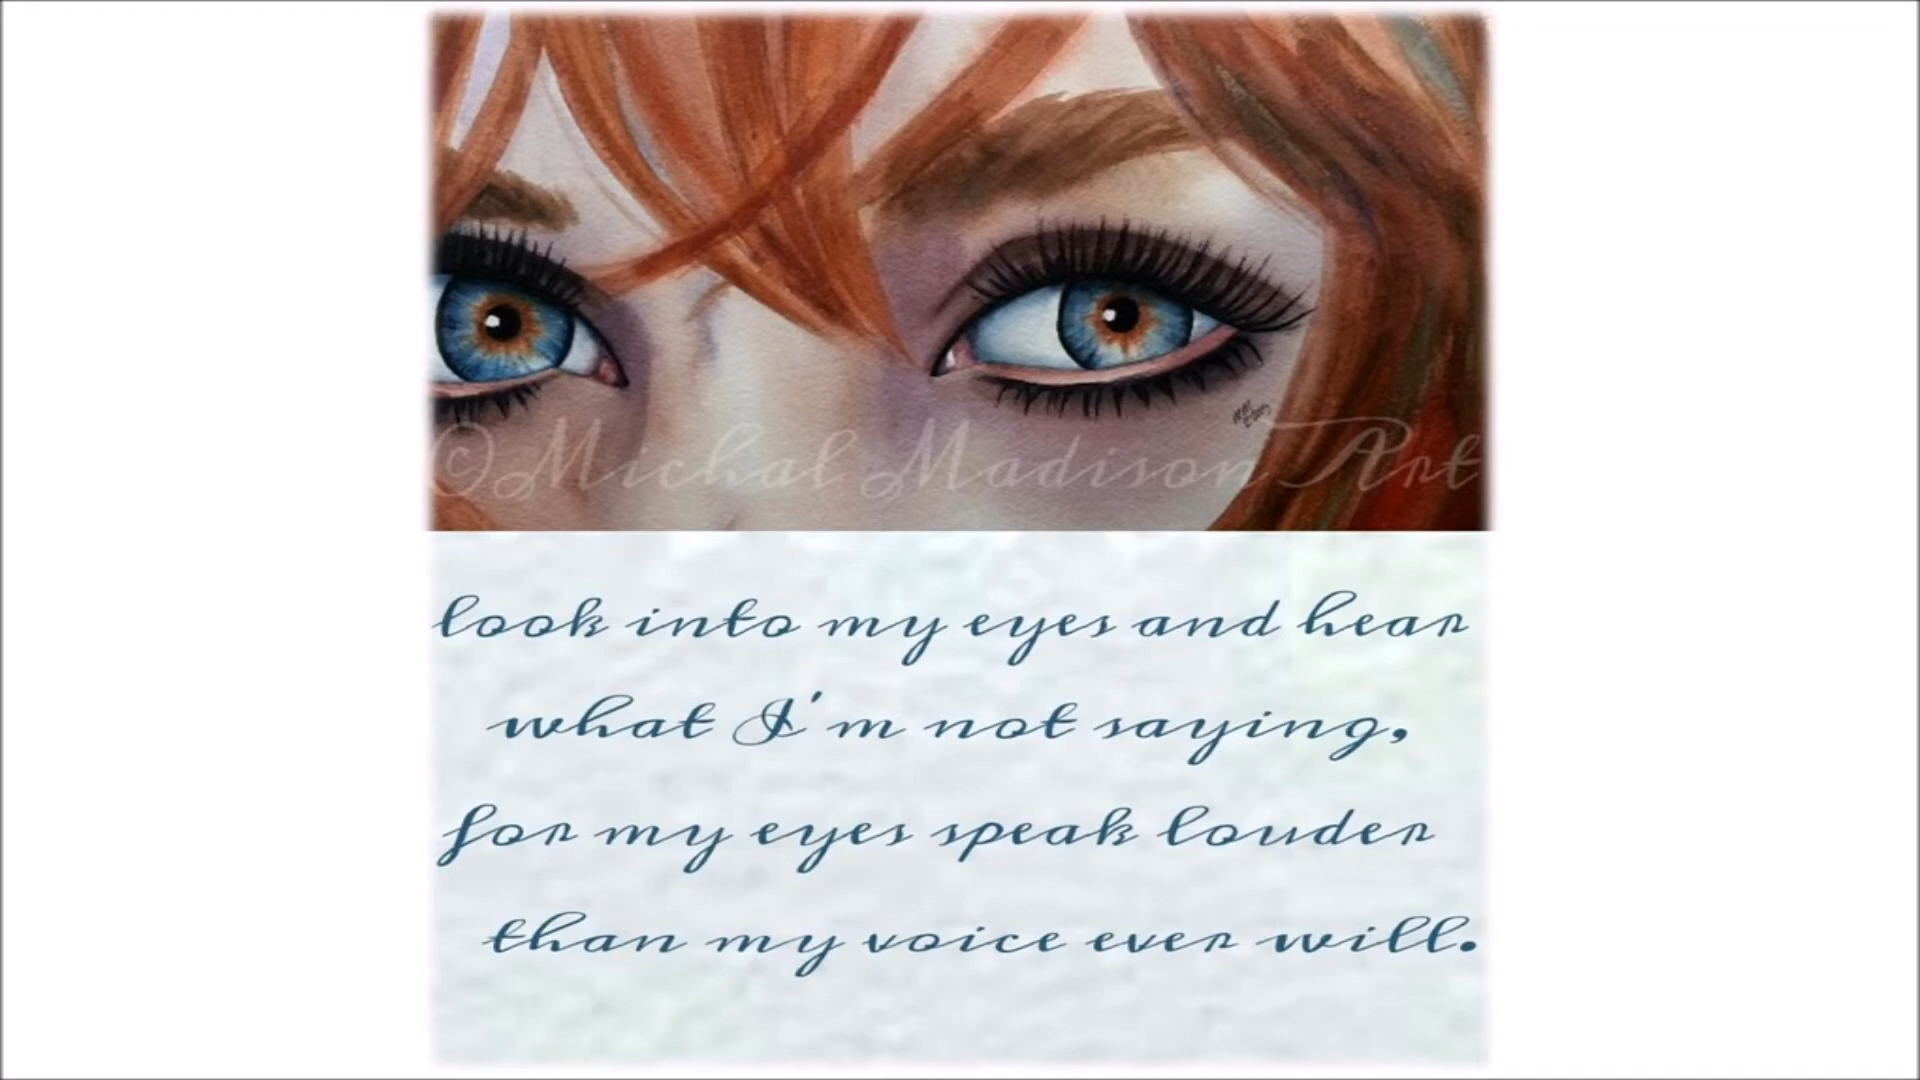 ©Michal Madison Art
look into my eyes and hear
what I'm not saying,
for my eyes speak louder
than my voice ever will.